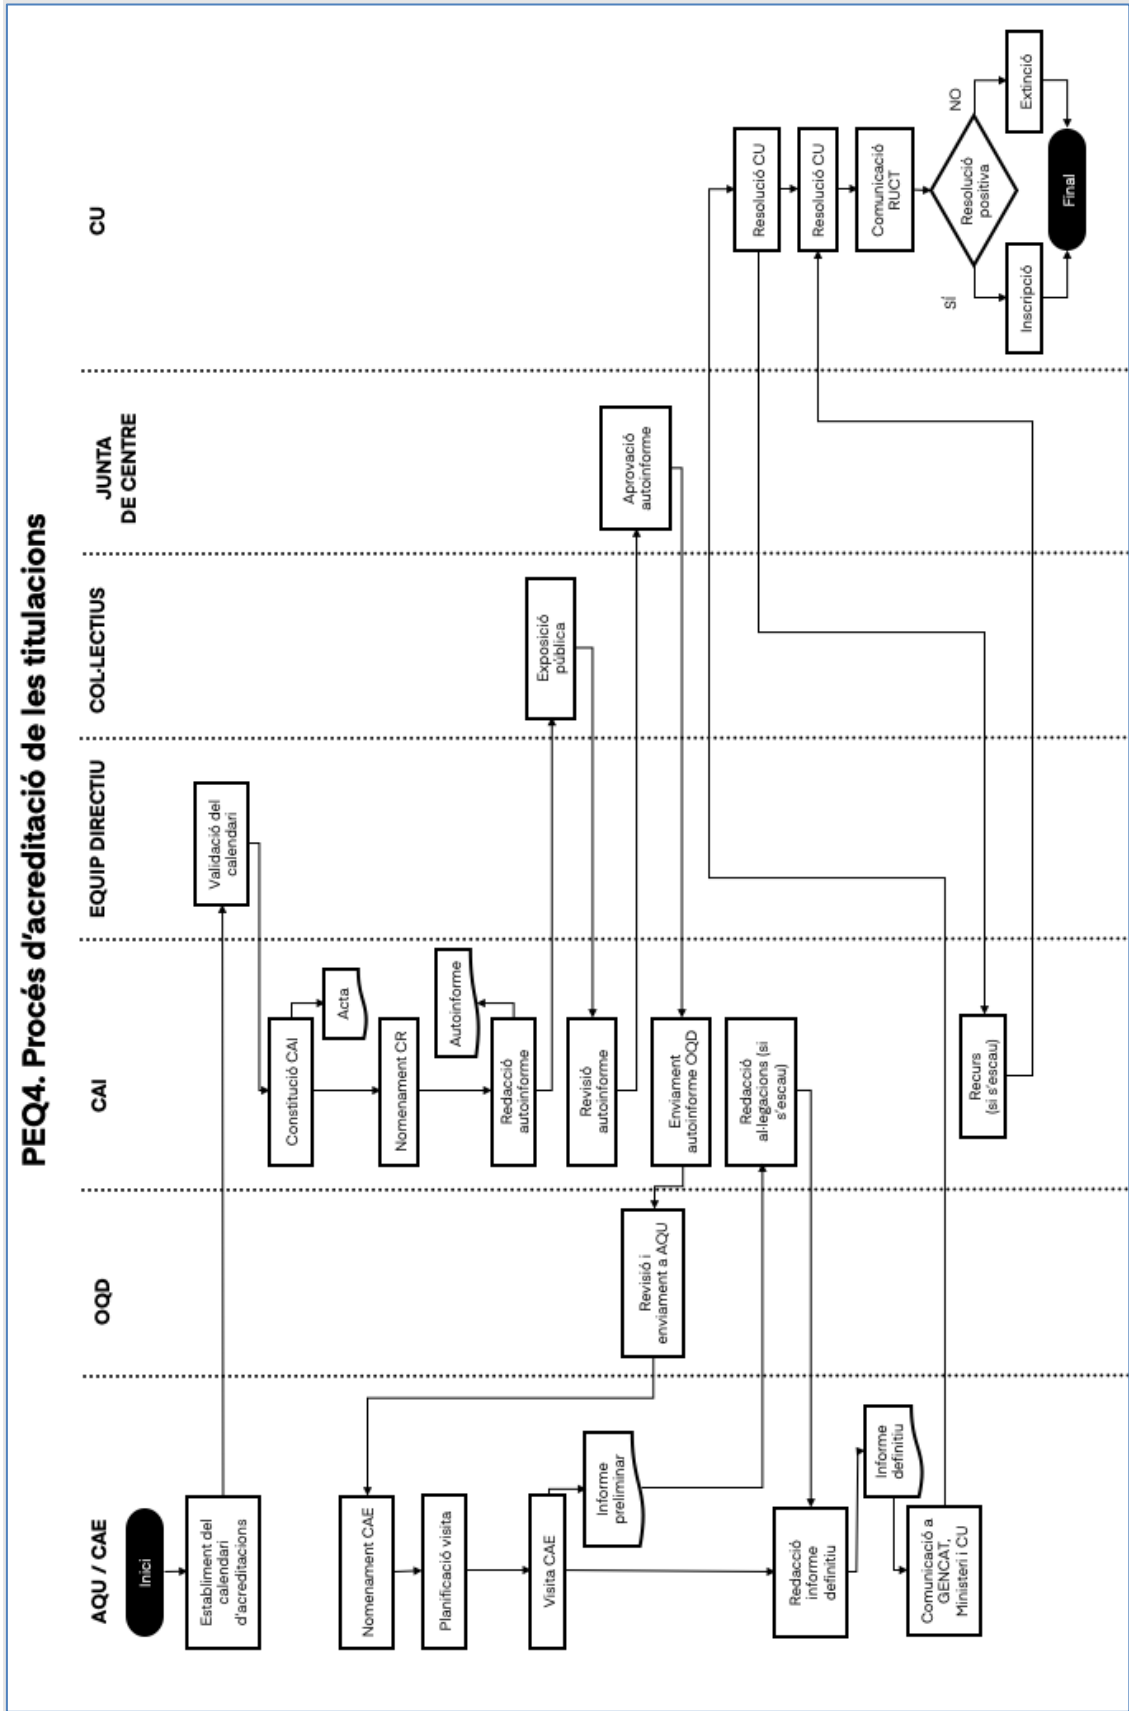 PEQ4. Procés d'acreditació de les titulacions
AQU / CAE
OQD
CAI
EQUIP DIRECTIU
COL·LECTIUS
JUNTA
DE CENTRE
CU
Inici
Establiment del
calendari
d'acreditacions
Validació del
calendari
Constitució CAI
Acta
Nomenament CR
Redacció
autoinforme
Autoinforme
Exposició
pública
Revisió
autoinforme
Aprovació
autoinforme
Enviament
autoinforme OQD
Revisió i
enviament a AQU
Nomenament CAE
Planificació visita
Visita CAE
Informe
preliminar
Redacció
al·legacions (si
s'escau)
Redacció
informe
definitiu
Informe
definitiu
Comunicació a
GENCAT,
Ministeri i CU
Resolució CU
Recurs
(si s'escau)
Resolució CU
Comunicació
RUCT
Resolució
positiva
SÍ
NO
Inscripció
Extinció
Final